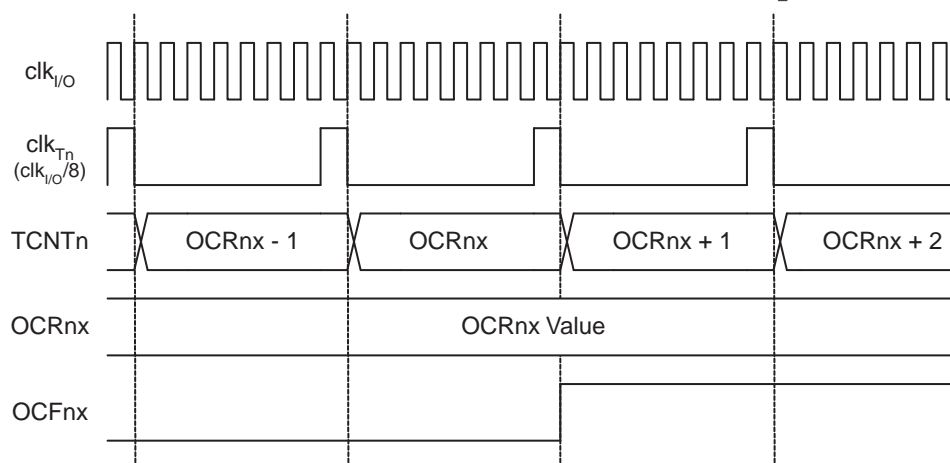 clkI/O
clkTn
(clkI/O/8)
TCNTn OCRnx - 1 OCRnx OCRnx + 1 OCRnx + 2
OCRnx OCRnx Value
OCFnx